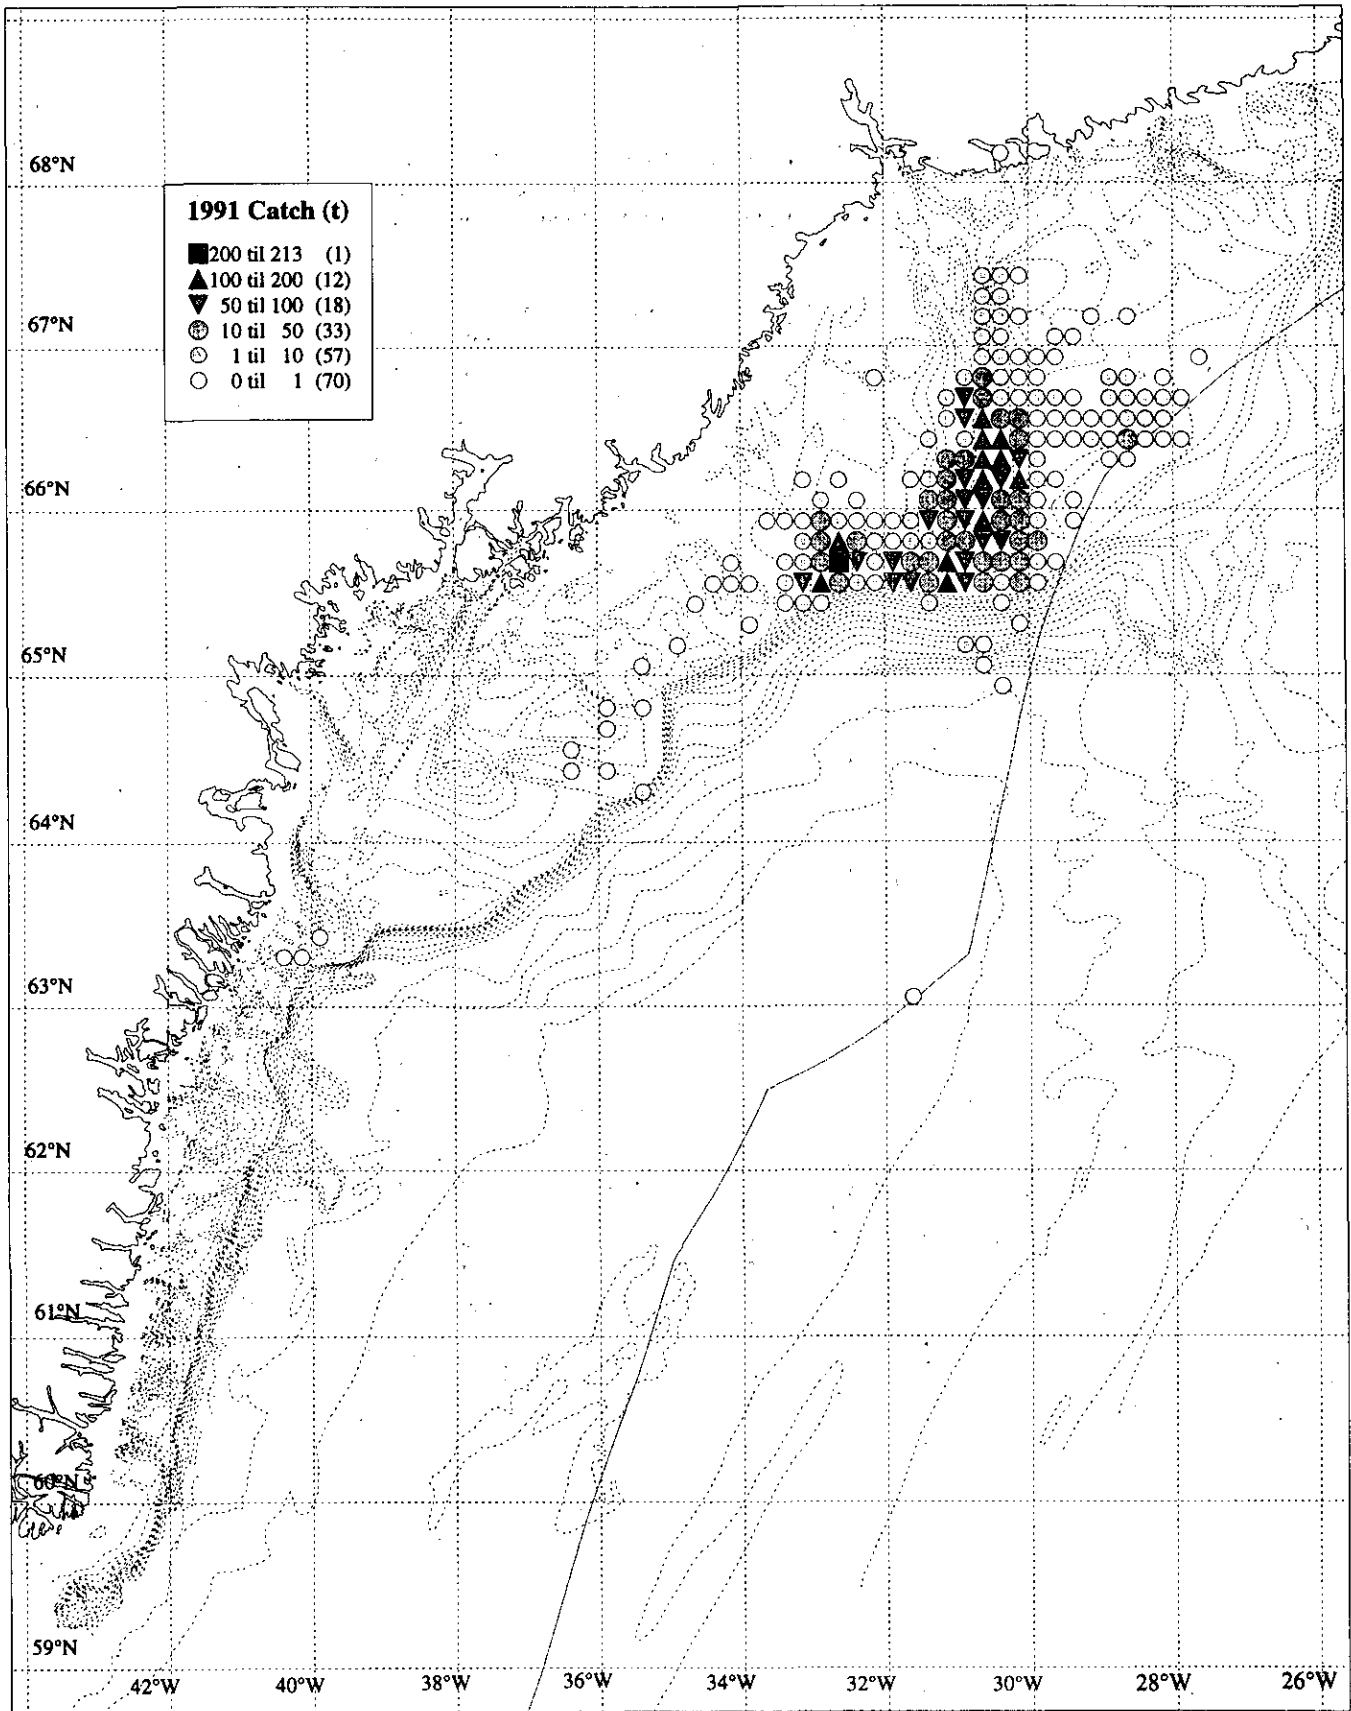 68°N
1991 Catch (t)
200 til 213 (1)
100 til 200 (12)
50 til 100 (18)
10 til 50 (33)
1 til 10 (57)
0 til 1 (70)
67°N
66°N
65°N
64°N
63°N
62°N
61°N
60°N
59°N
42°W 40°W 38°W 36°W 34°W 32°W 30°W 28°W 26°W